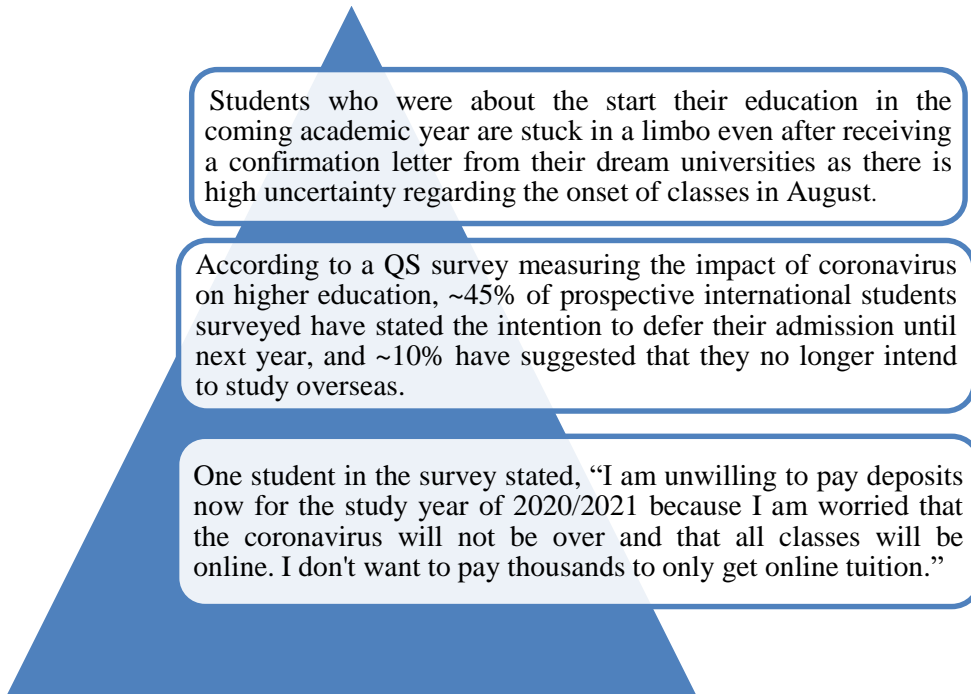 Students who were about the start their education in the
coming academic year are stuck in a limbo even after receiving
a confirmation letter from their dream universities as there is
high uncertainty regarding the onset of classes in August.
According to a QS survey measuring the impact of coronavirus
on higher education, ~45% of prospective international students
surveyed have stated the intention to defer their admission until
next year, and ~10% have suggested that they no longer intend
to study overseas.
One student in the survey stated, “I am unwilling to pay deposits
now for the study year of 2020/2021 because I am worried that
the coronavirus will not be over and that all classes will be
online. I don't want to pay thousands to only get online tuition.”